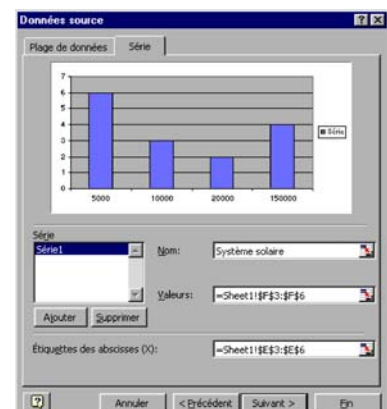 Données source
Plage de données Série
7
6
5
4
3
2
1
0
5000 10000 20000 150000
Série
Série
Série1
Nom: Système solaire
Valeurs: =Sheet1!$F$3:$F$6
Ajouter Supprimer
Étiquettes des abscisses (X): =Sheet1!$E$3:$E$6
Annuler < Précédent Suivant > Fin